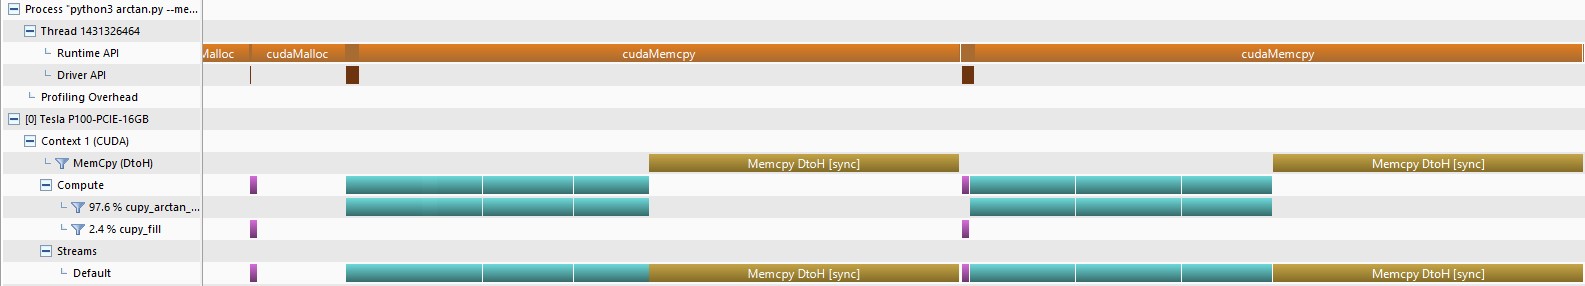 Process "python3 arctan.py --me...
Thread 1431326464
Runtime API Malloc cudaMalloc cudaMemcpy cudaMemcpy
Driver API
Profiling Overhead
[0] Tesla P100-PCIE-16GB
Context 1 (CUDA)
MemCpy (DtoH) Memcpy DtoH [sync] Memcpy DtoH [sync]
Compute
97.6 % cupy_arctan_...
2.4 % cupy_fill
Streams
Default Memcpy DtoH [sync] Memcpy DtoH [sync]